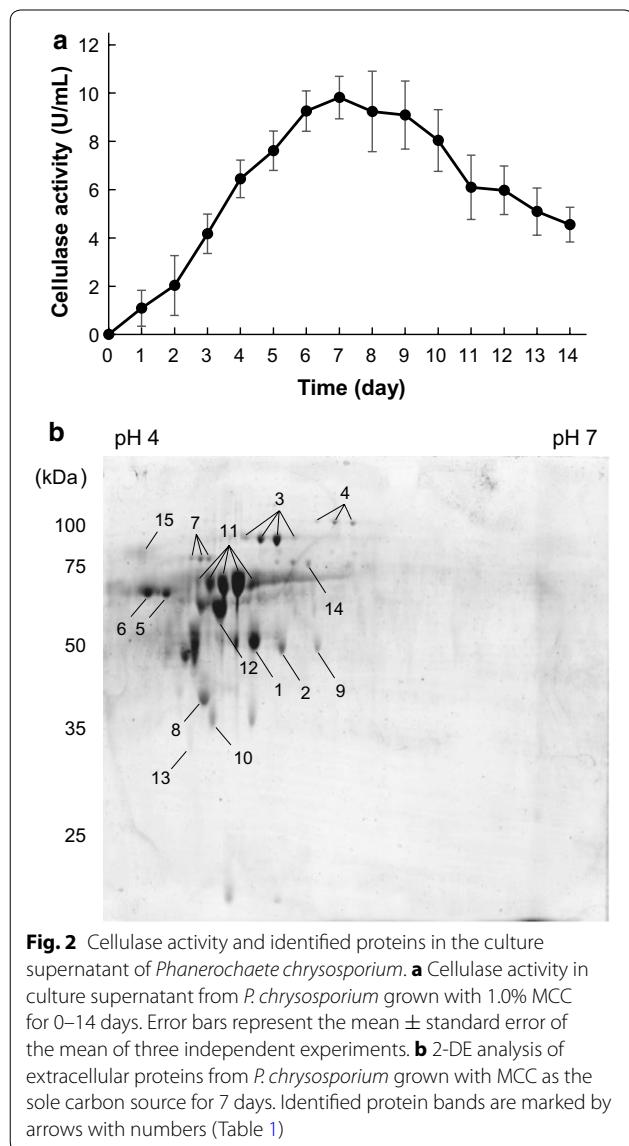 a
Cellulase activity (U/mL)
12
10
8
6
4
2
0
0 1 2 3 4 5 6 7 8 9 10 11 12 13 14
Time (day)
b
pH 4 pH 7
(kDa)
100
75
50
35
25
15 7 11 3 4
14
6 5
12 1 2 9
8
10
13
Fig. 2 Cellulase activity and identified proteins in the culture
supernatant of Phanerochaete chrysosporium. a Cellulase activity in
culture supernatant from P. chrysosporium grown with 1.0% MCC
for 0–14 days. Error bars represent the mean ± standard error of
the mean of three independent experiments. b 2-DE analysis of
extracellular proteins from P. chrysosporium grown with MCC as the
sole carbon source for 7 days. Identified protein bands are marked by
arrows with numbers (Table 1)